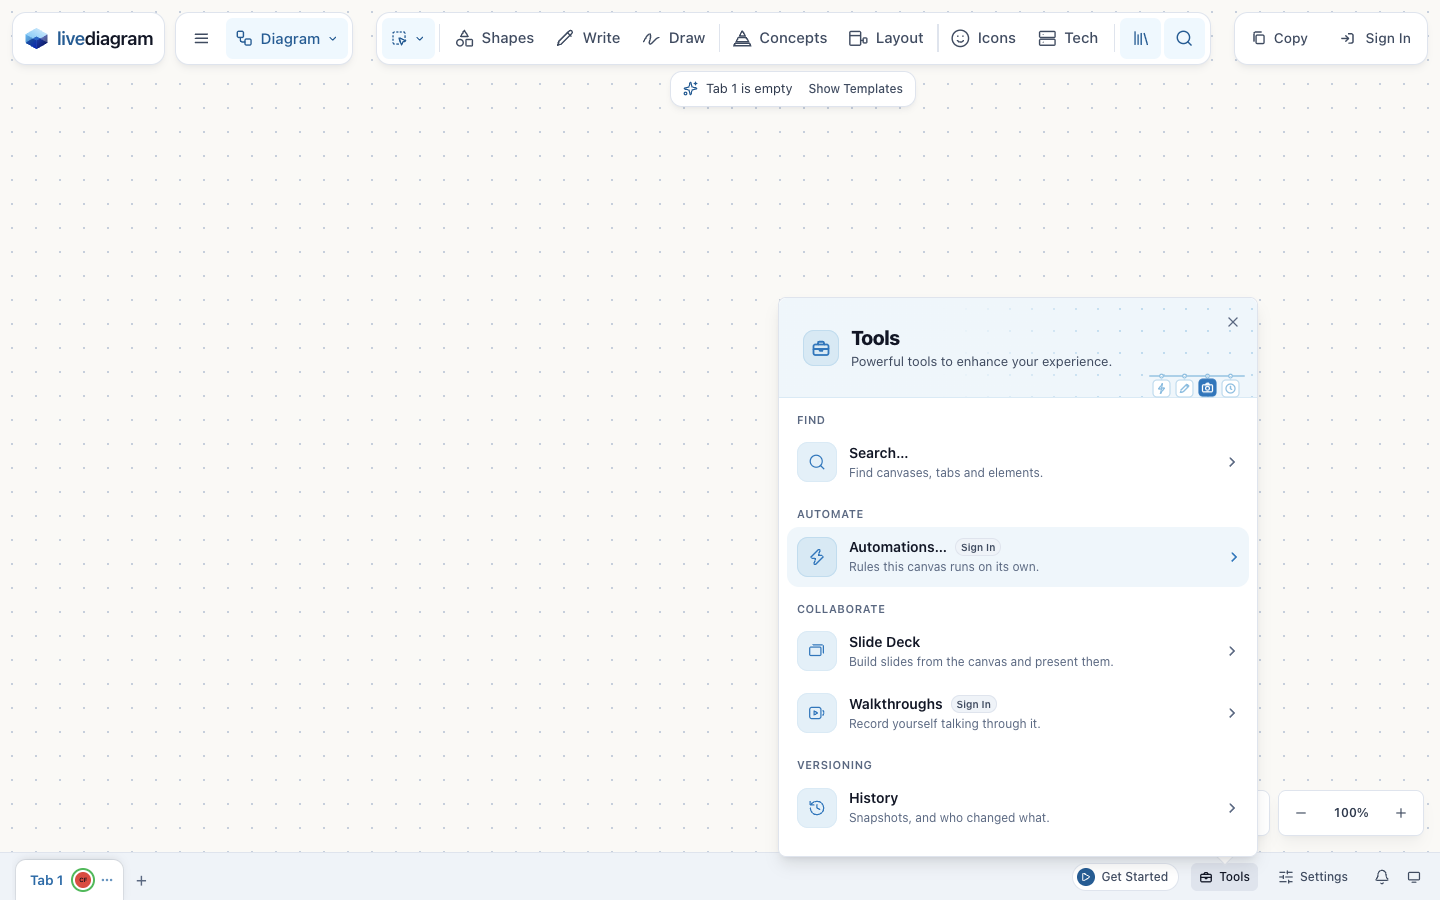 livediagram
Diagram
Shapes
Write
Draw
Concepts
Layout
Icons
Tech
Copy
Sign In
Tab 1 is empty
Show Templates
Tools
Powerful tools to enhance your experience.
FIND
Search...
Find canvases, tabs and elements.
AUTOMATE
Automations... Sign In
Rules this canvas runs on its own.
COLLABORATE
Slide Deck
Build slides from the canvas and present them.
Walkthroughs Sign In
Record yourself talking through it.
VERSIONING
History
Snapshots, and who changed what.
100%
Tab 1
CF
Get Started
Tools
Settings